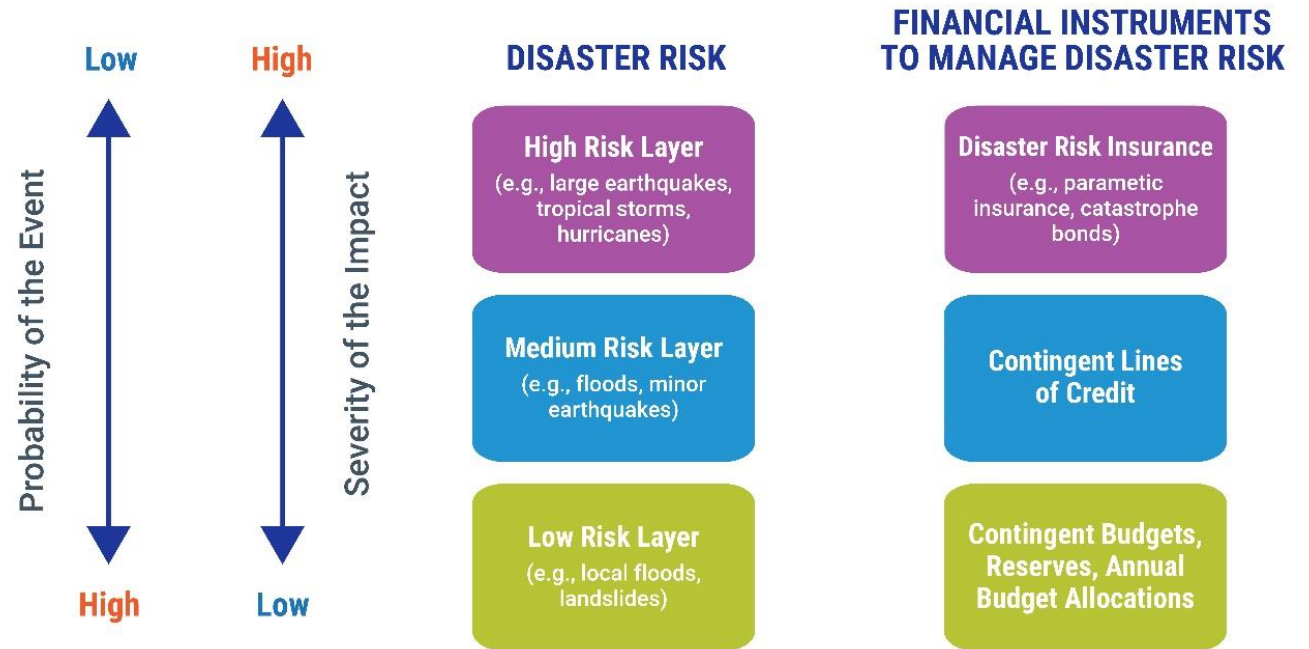 Low
High
Probability of the Event
High
Low
Severity of the Impact
DISASTER RISK
High Risk Layer
(e.g., large earthquakes,
tropical storms,
hurricanes)
Medium Risk Layer
(e.g., floods, minor
earthquakes)
Low Risk Layer
(e.g., local floods,
landslides)
FINANCIAL INSTRUMENTS
TO MANAGE DISASTER RISK
Disaster Risk Insurance
(e.g., parametic
insurance, catastrophe
bonds)
Contingent Lines
of Credit
Contingent Budgets,
Reserves, Annual
Budget Allocations